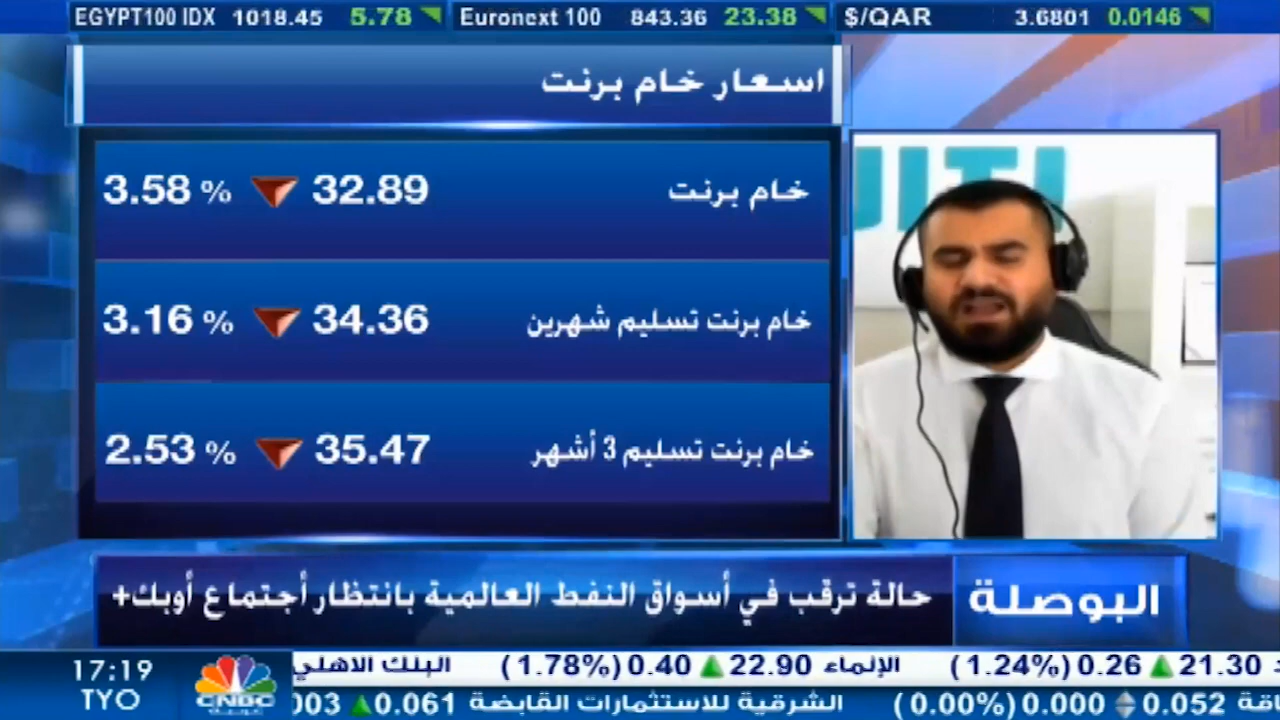 EGYPT100 IDX 1018.45 5.78 Euronext 100 843.36 23.38 $/QAR 3.6801 0.0146
اسعار خام برنت
خام برنت 32.89 3.58 %
خام برنت تسليم شهرين 34.36 3.16 %
خام برنت تسليم 3 أشهر 35.47 2.53 %
البوصلة
حالة ترقب في أسواق النفط العالمية بانتظار أجتماع أوبك+
21.30 0.26 (1.24%) الإنماء 22.90 0.40 (1.78%) البنك الاهلي
0.052 0.000 (0.00%) الشرقية للاستثمارات القابضة 0.061
17:19
TYO
CNBC
عربية